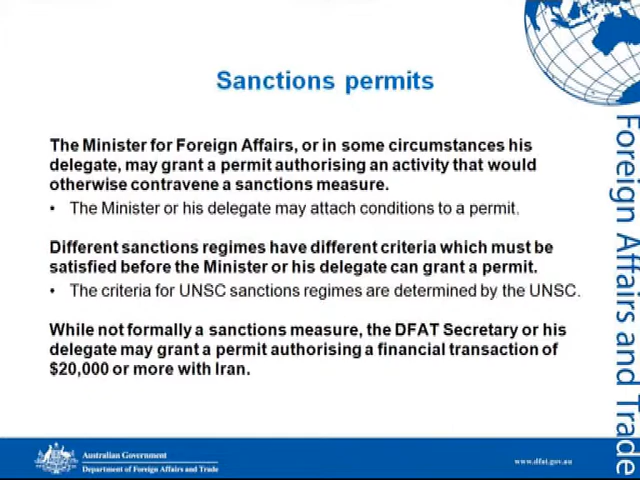 Sanctions permits
The Minister for Foreign Affairs, or in some circumstances his
delegate, may grant a permit authorising an activity that would
otherwise contravene a sanctions measure.
• The Minister or his delegate may attach conditions to a permit.
Different sanctions regimes have different criteria which must be
satisfied before the Minister or his delegate can grant a permit.
• The criteria for UNSC sanctions regimes are determined by the UNSC.
While not formally a sanctions measure, the DFAT Secretary or his
delegate may grant a permit authorising a financial transaction of
$20,000 or more with Iran.
Foreign Affairs and Trade
Australian Government
Department of Foreign Affairs and Trade
www.dfat.gov.au